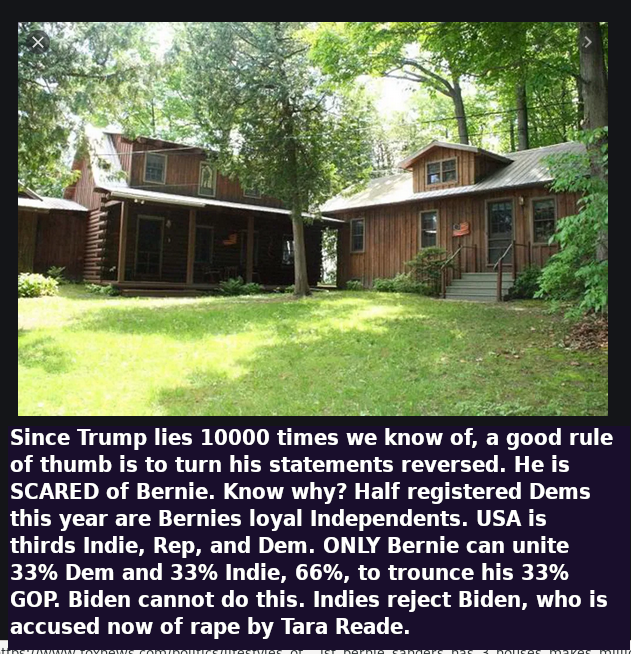 Since Trump lies 10000 times we know of, a good rule
of thumb is to turn his statements reversed. He is
SCARED of Bernie. Know why? Half registered Dems
this year are Bernies loyal Independents. USA is
thirds Indie, Rep, and Dem. ONLY Bernie can unite
33% Dem and 33% Indie, 66%, to trounce his 33%
GOP. Biden cannot do this. Indies reject Biden, who is
accused now of rape by Tara Reade.